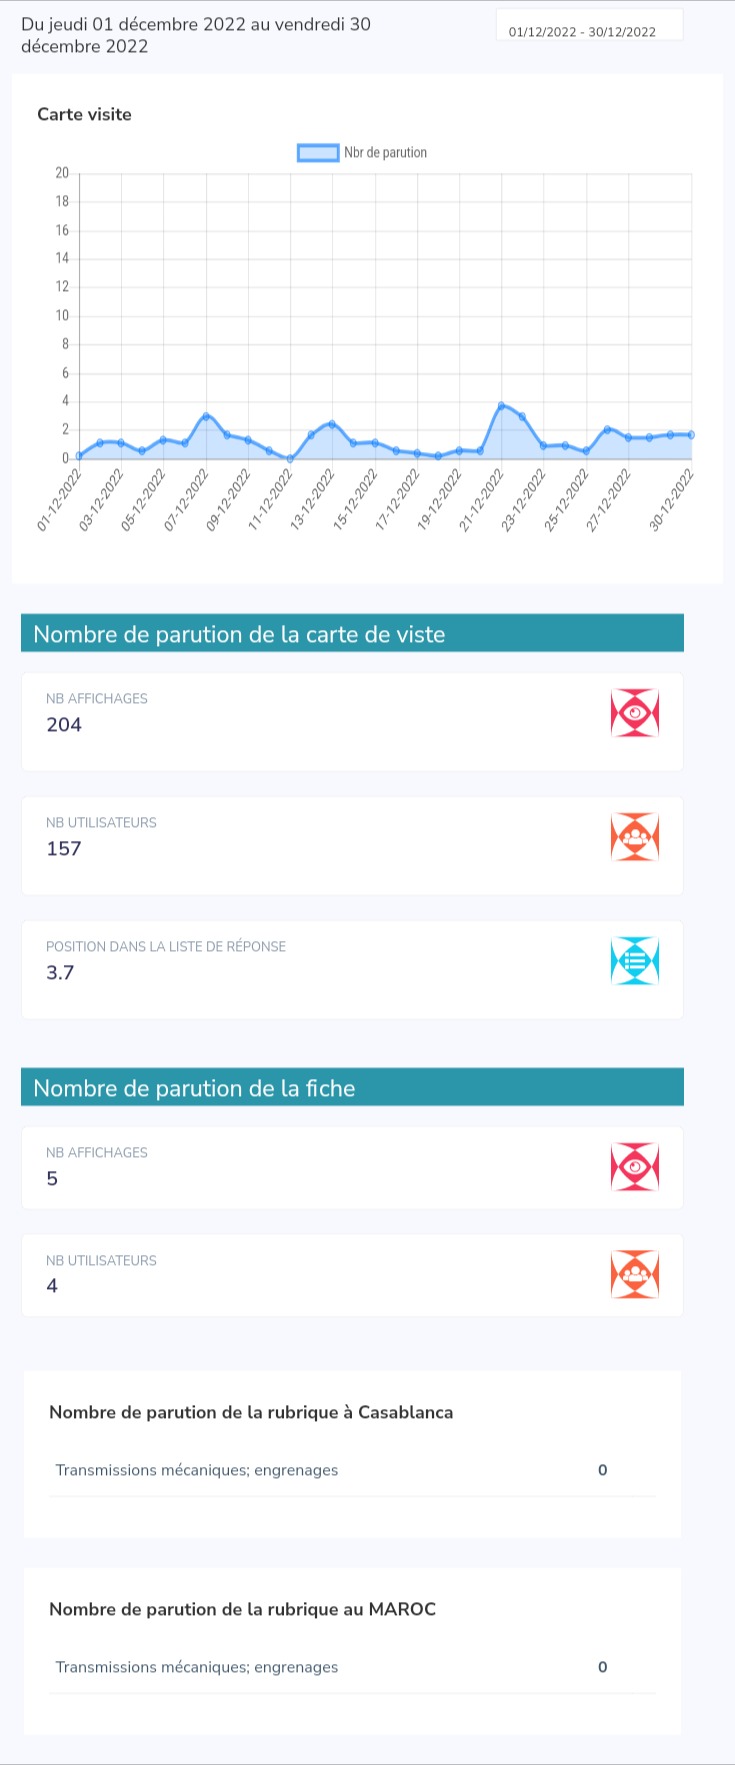 Du jeudi 01 décembre 2022 au vendredi 30
décembre 2022
01/12/2022 - 30/12/2022
Carte visite
Nbr de parution
20
18
16
14
12
10
8
6
4
2
0
01-12-2022
03-12-2022
05-12-2022
07-12-2022
09-12-2022
11-12-2022
13-12-2022
15-12-2022
17-12-2022
19-12-2022
21-12-2022
23-12-2022
25-12-2022
27-12-2022
30-12-2022
Nombre de parution de la carte de viste
NB AFFICHAGES
204
NB UTILISATEURS
157
POSITION DANS LA LISTE DE RÉPONSE
3.7
Nombre de parution de la fiche
NB AFFICHAGES
5
NB UTILISATEURS
4
Nombre de parution de la rubrique à Casablanca
Transmissions mécaniques; engrenages 0
Nombre de parution de la rubrique au MAROC
Transmissions mécaniques; engrenages 0